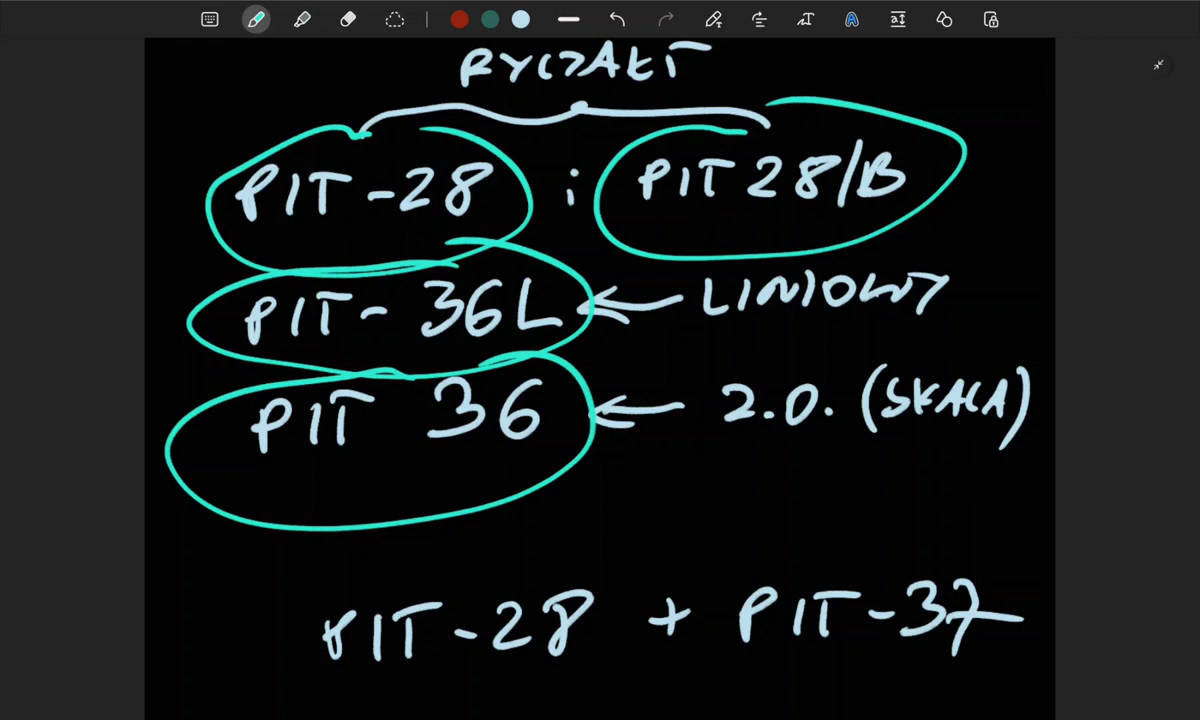 RYCZAŁT
PIT-28 i PIT 28/B
PIT-36L ← LINIOWY
PIT 36 ← Z.O. (SKALA)
PIT-28 + PIT-37